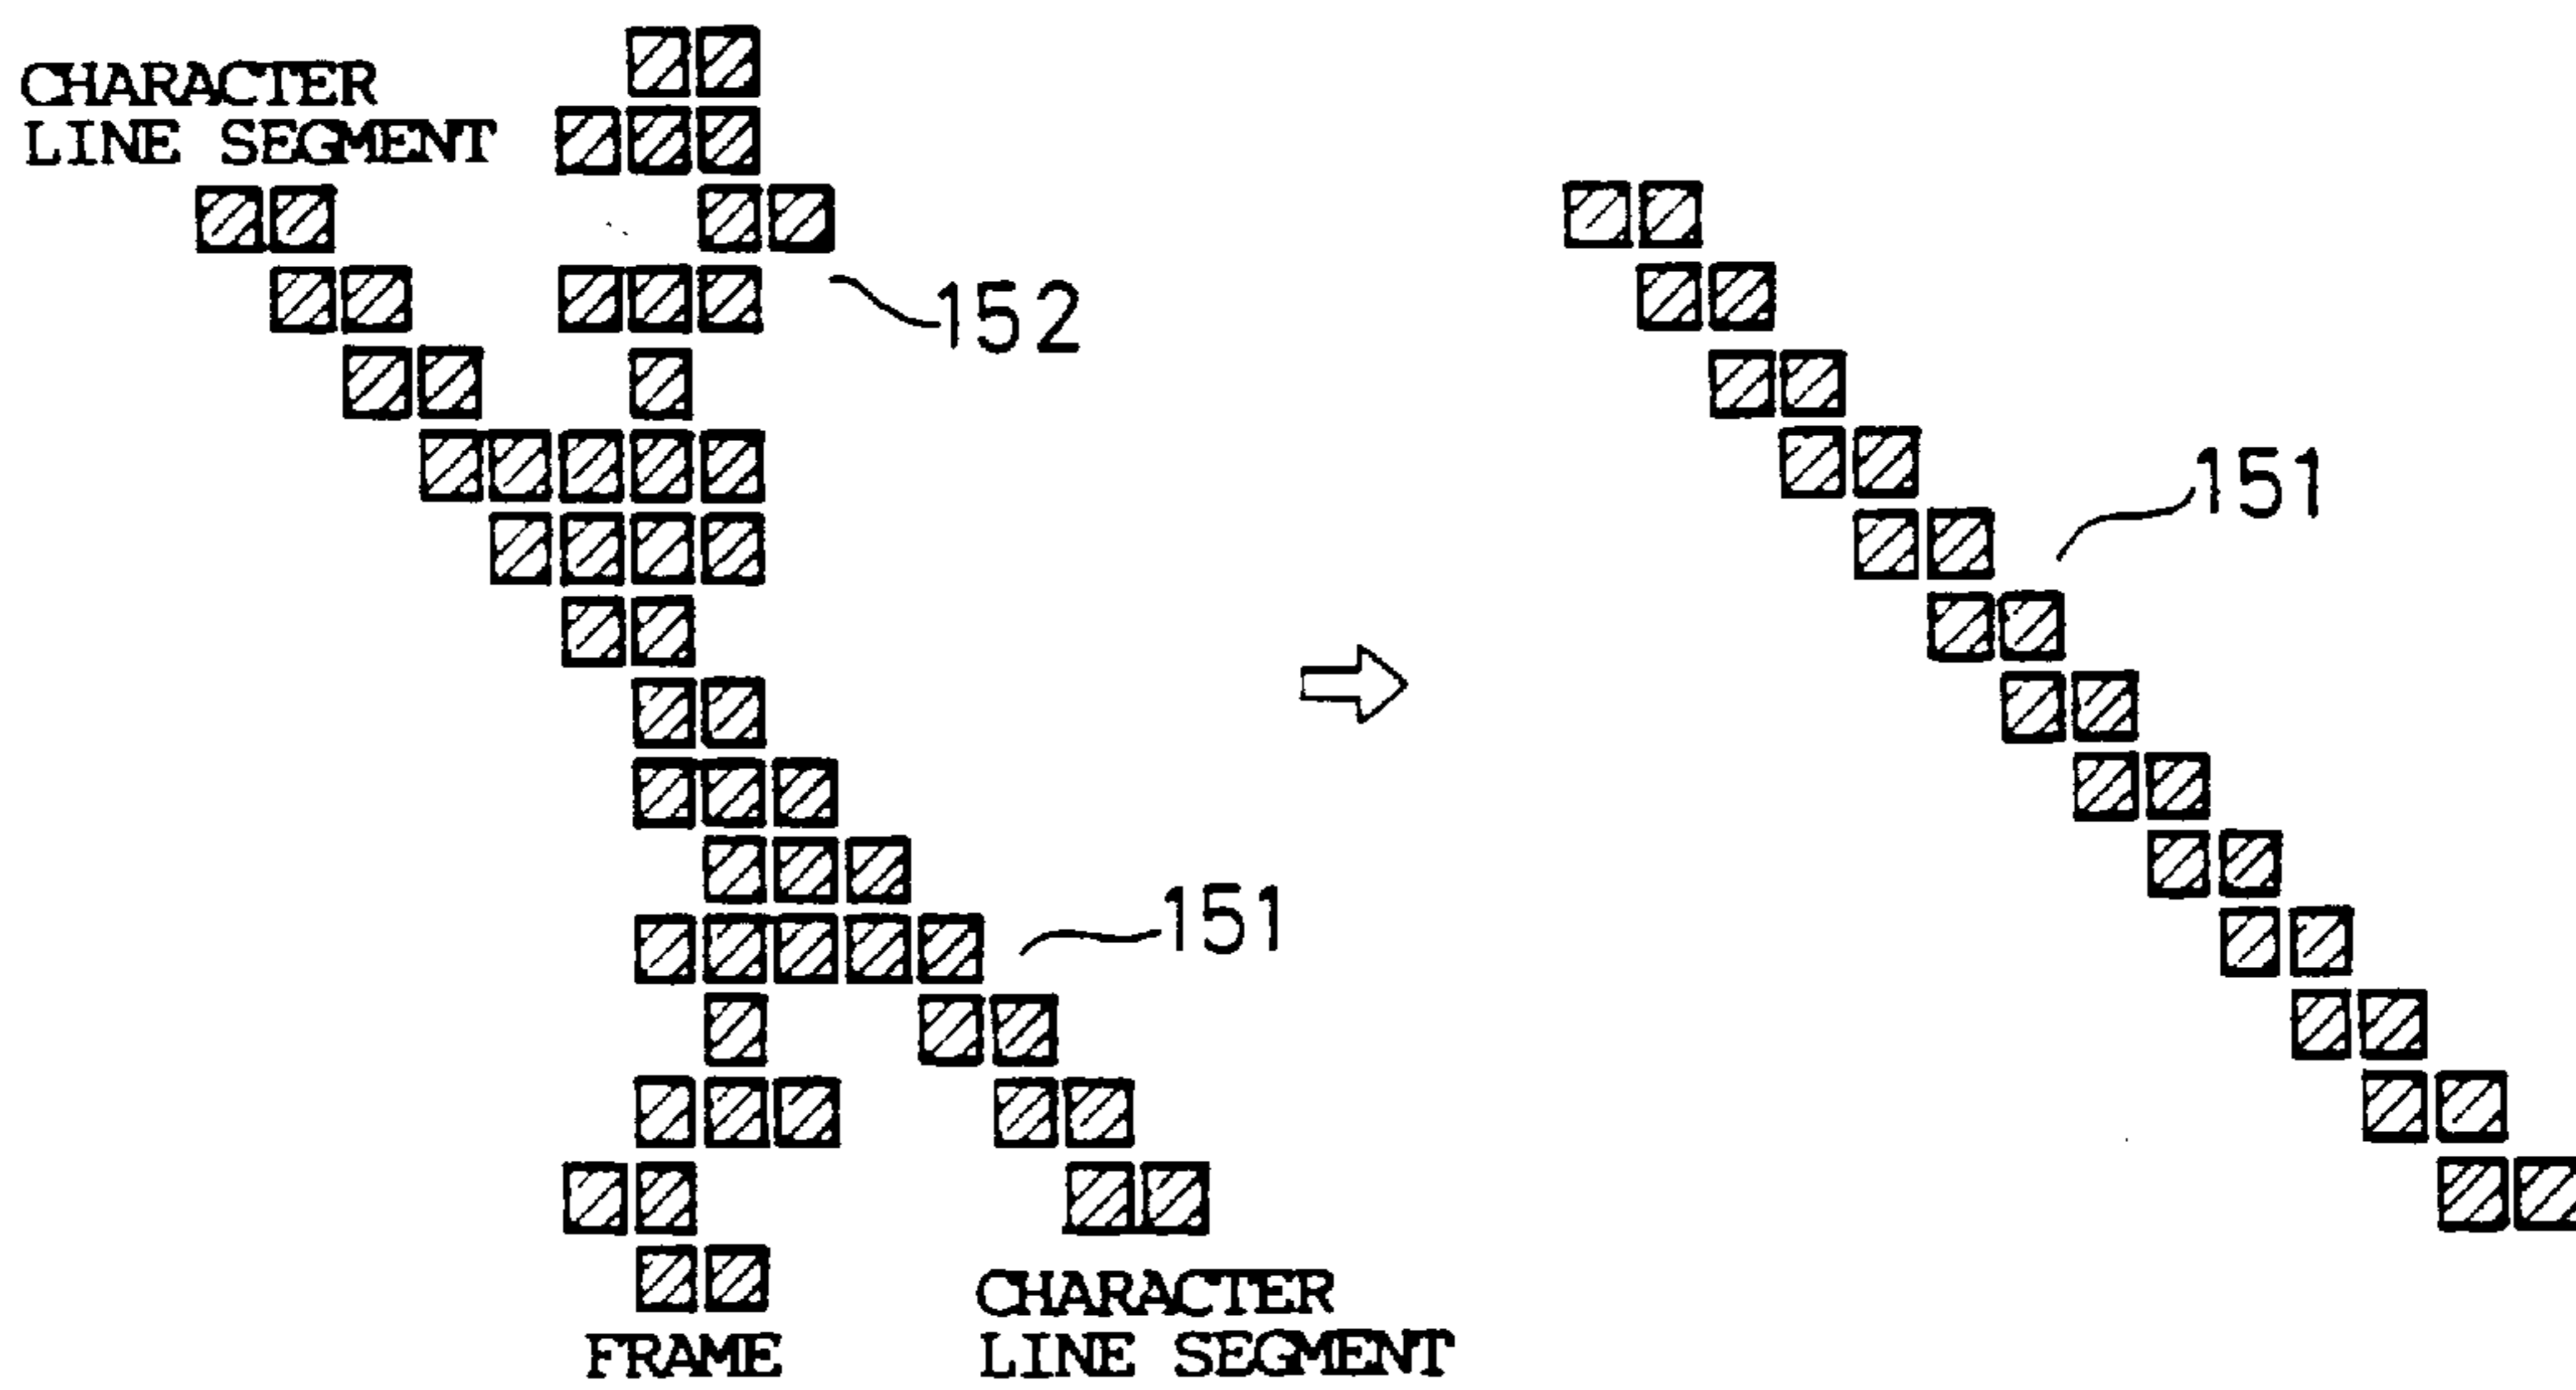 CHARACTER
LINE SEGMENT
152
151
151
FRAME
CHARACTER
LINE SEGMENT